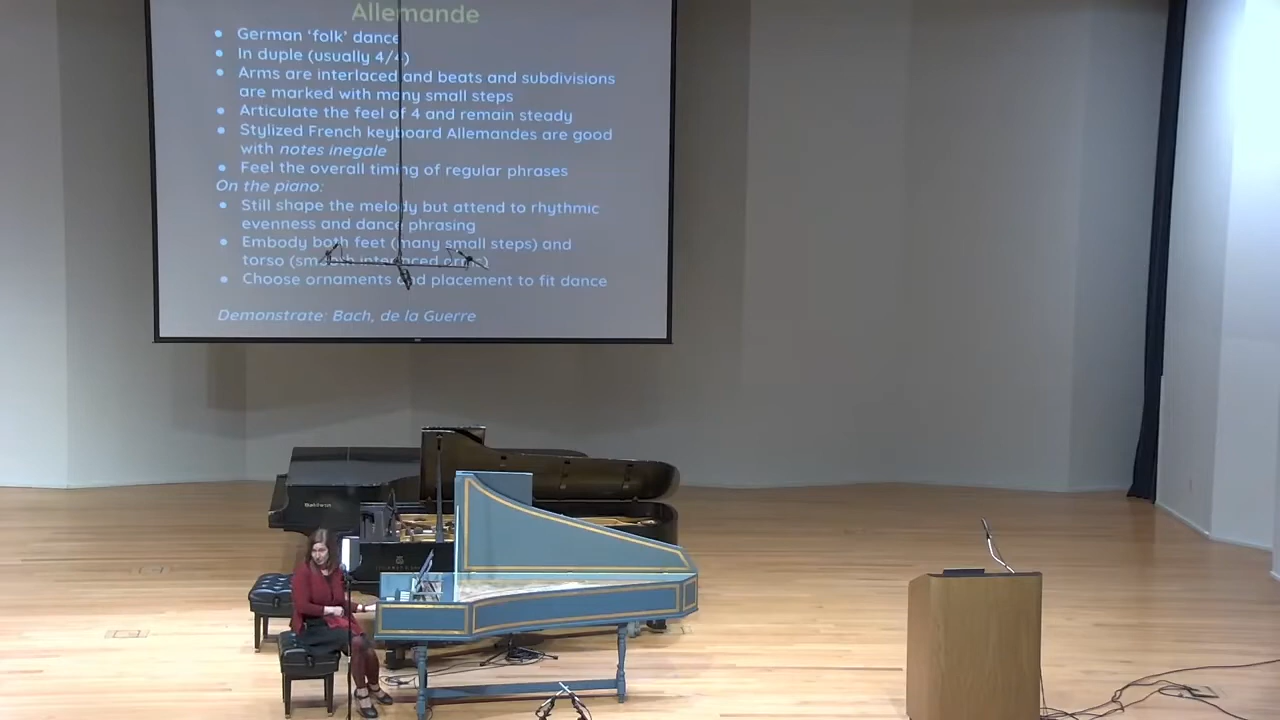 Allemande
• German 'folk' dance
• In duple (usually 4/4)
• Arms are interlaced and beats and subdivisions
are marked with many small steps
• Articulate the feel of 4 and remain steady
• Stylized French keyboard Allemandes are good
with notes inegale
• Feel the overall timing of regular phrases
On the piano:
• Still shape the melody but attend to rhythmic
evenness and dance phrasing
• Embody both feet (many small steps) and
torso (smooth interlaced arms)
• Choose ornaments and placement to fit dance
Demonstrate: Bach, de la Guerre
Baldwin